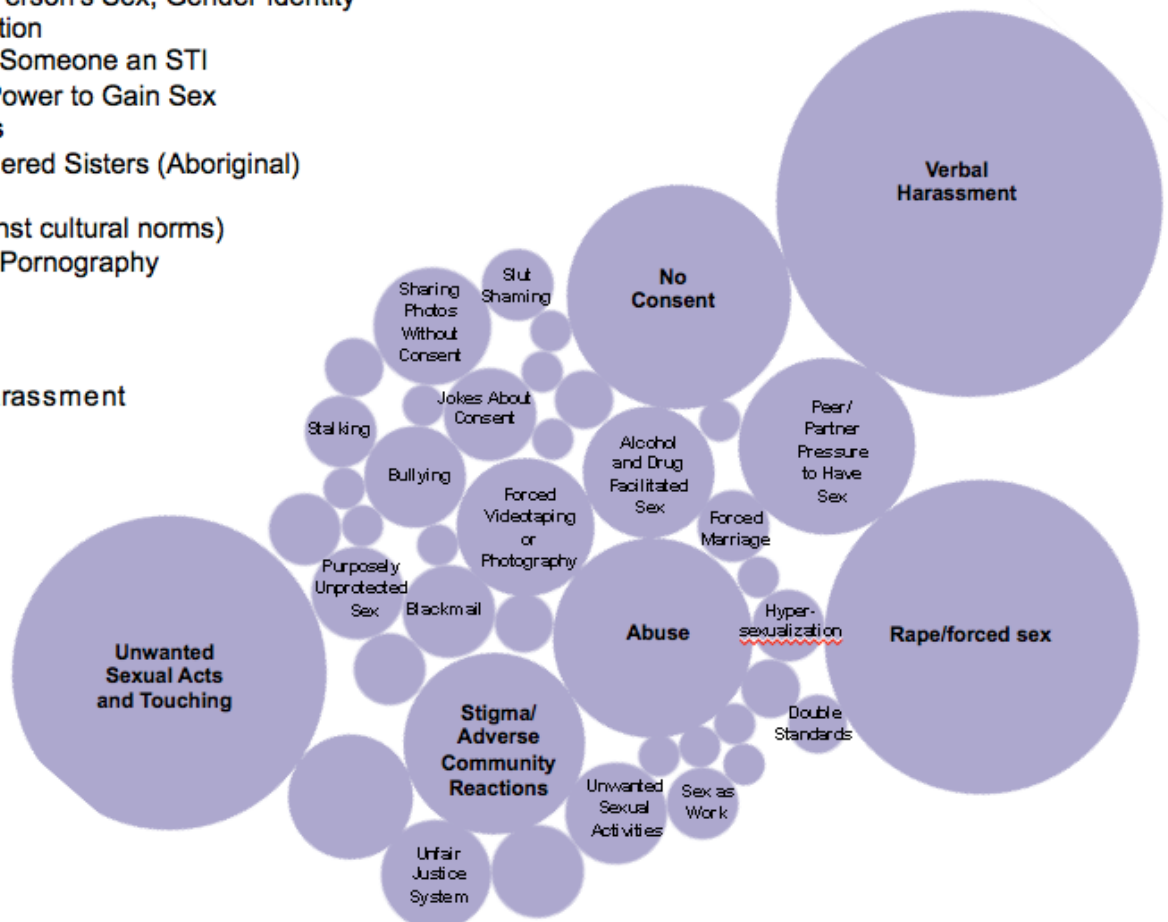 Person's Sex, Gender Identity
tion
Someone an STI
Power to Gain Sex
s
ered Sisters (Aboriginal)
nst cultural norms)
Pornography
rassment
Verbal
Harassment
No
Consent
Slut
Shaming
Sharing
Photos
Without
Consent
Jokes About
Consent
Stalking
Bullying
Peer/
Partner
Pressure
to Have
Sex
Alcohol
and Drug
Facilitated
Sex
Forced
Videotaping
or
Photography
Forced
Marriage
Purposely
Unprotected
Sex
Blackmail
Hyper-
sexualization
Abuse
Rape/forced sex
Unwanted
Sexual Acts
and Touching
Stigma/
Adverse
Community
Reactions
Double
Standards
Unwanted
Sexual
Activities
Sex as
Work
Unfair
Justice
System